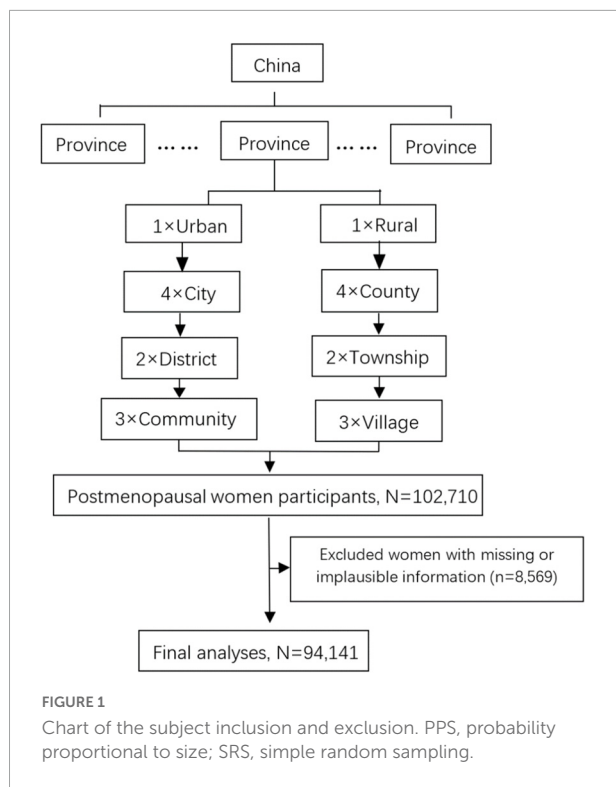 China
Province …… Province …… Province
1×Urban 1×Rural
4×City 4×County
2×District 2×Township
3×Community 3×Village
Postmenopausal women participants, N=102,710
Excluded women with missing or
implausible information (n=8,569)
Final analyses, N=94,141
FIGURE 1
Chart of the subject inclusion and exclusion. PPS, probability
proportional to size; SRS, simple random sampling.